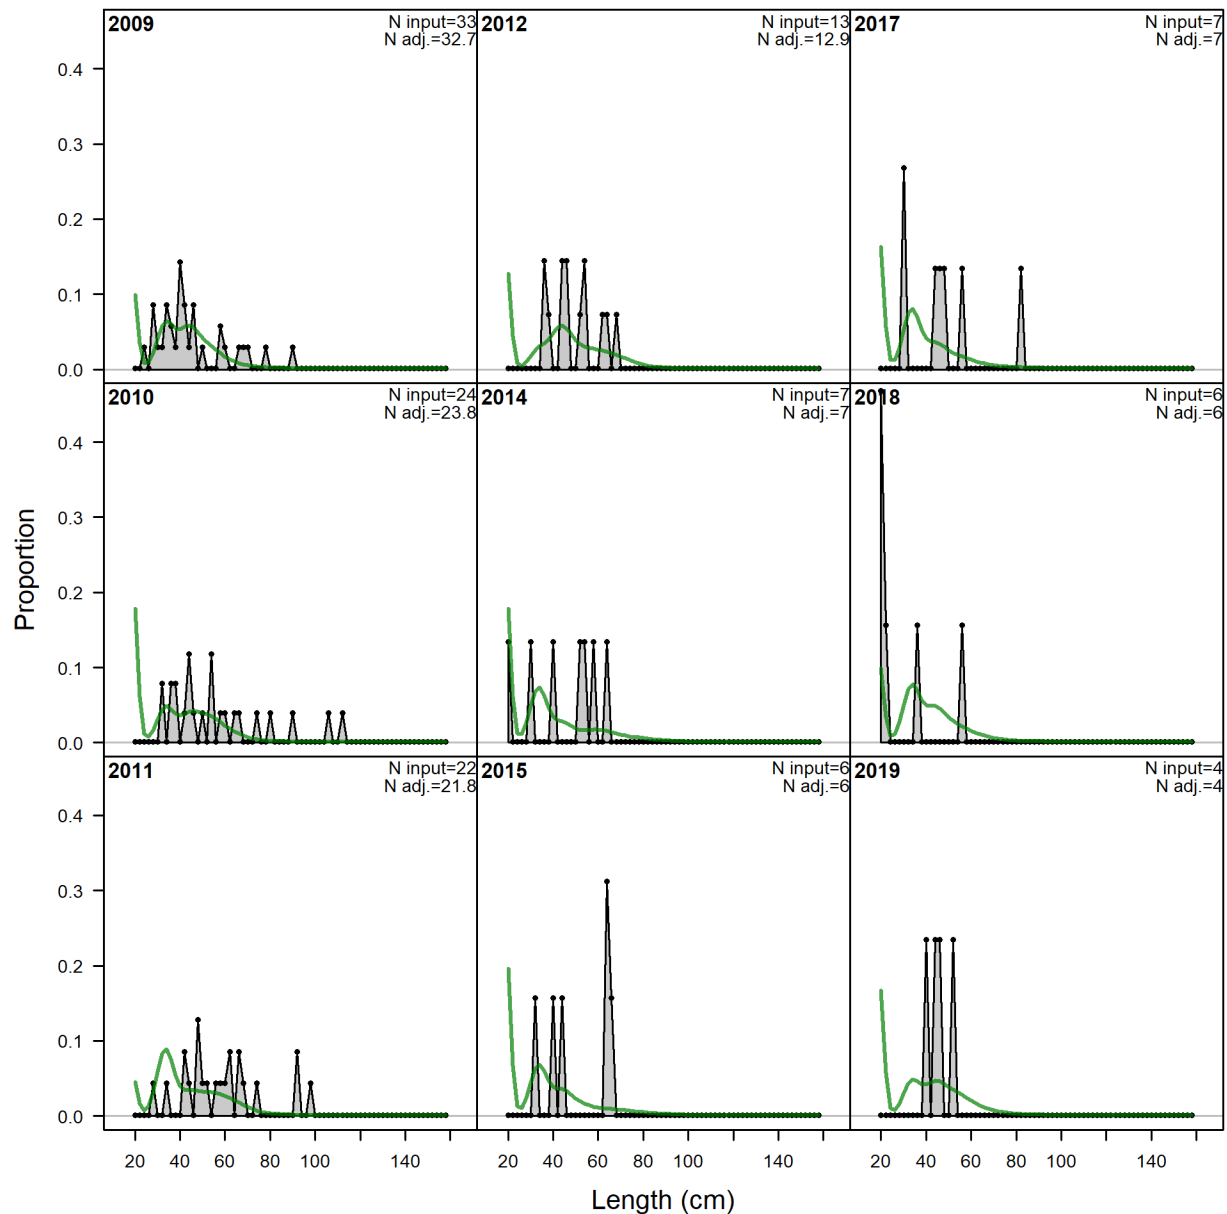 2009
N input=33
N adj.=32.7
2012
N input=13
N adj.=12.9
2017
N input=7
N adj.=7
0.4
0.3
0.2
0.1
0.0
2010
N input=24
N adj.=23.8
2014
N input=7
N adj.=7
2018
N input=6
N adj.=6
0.4
0.3
0.2
0.1
0.0
2011
N input=22
N adj.=21.8
2015
N input=6
N adj.=6
2019
N input=4
N adj.=4
0.4
0.3
0.2
0.1
0.0
Proportion
20 40 60 80 100 140
20 40 60 80 100 140
20 40 60 80 100 140
Length (cm)